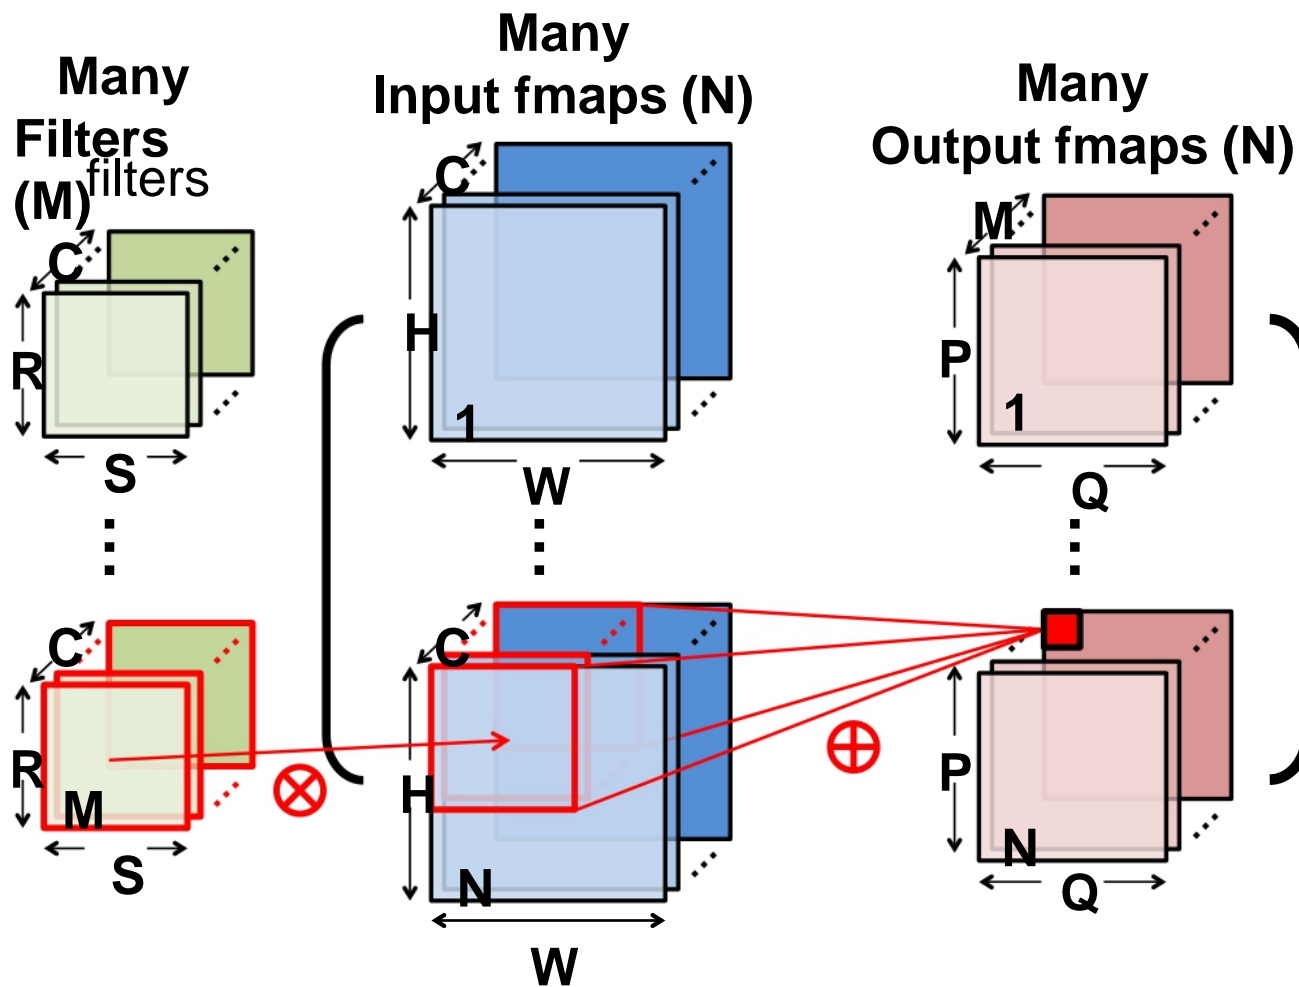 Many
Filters
(M)
filters
C
R
S
C
R
M
S
Many
Input fmaps (N)
C
H
1
W
C
H
N
W
Many
Output fmaps (N)
M
P
1
Q
P
N
Q